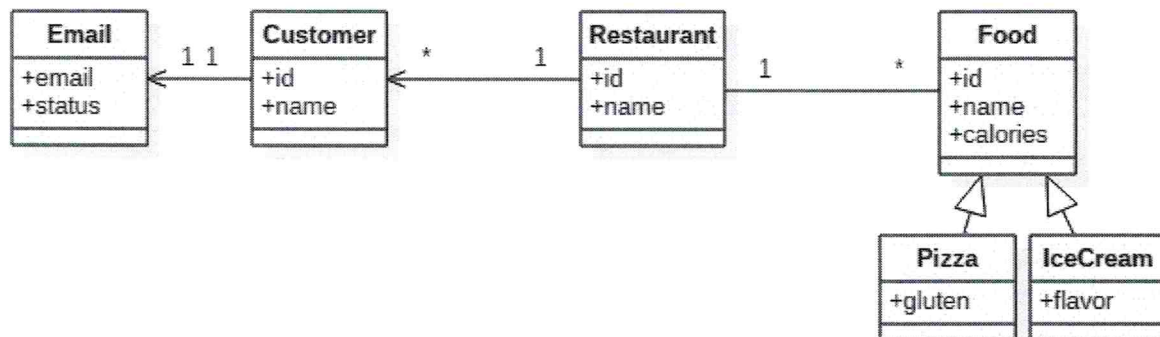 Email
+email
+status
1 1
Customer
+id
+name
* 1
Restaurant
+id
+name
1 *
Food
+id
+name
+calories
Pizza
+gluten
IceCream
+flavor